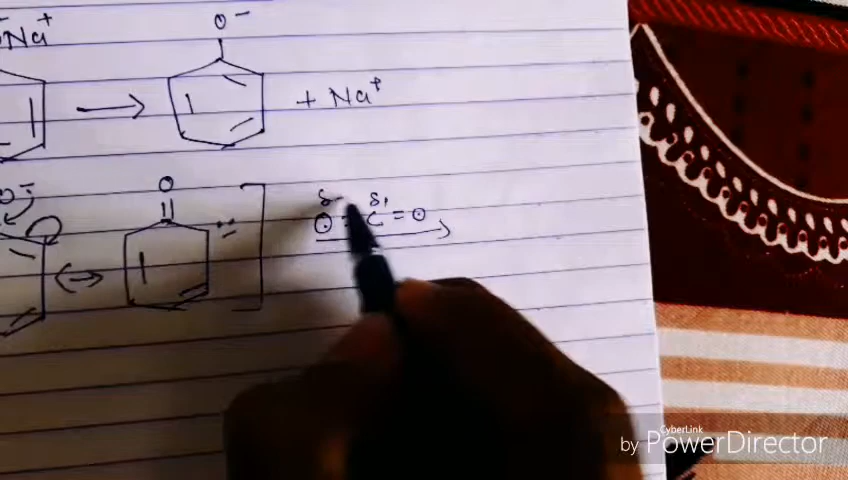 O⁻
Na⁺
⟶ + Na⁺
O⁻ O
δ⁻ δ⁺
⟷ O = C = O
CyberLink
by PowerDirector